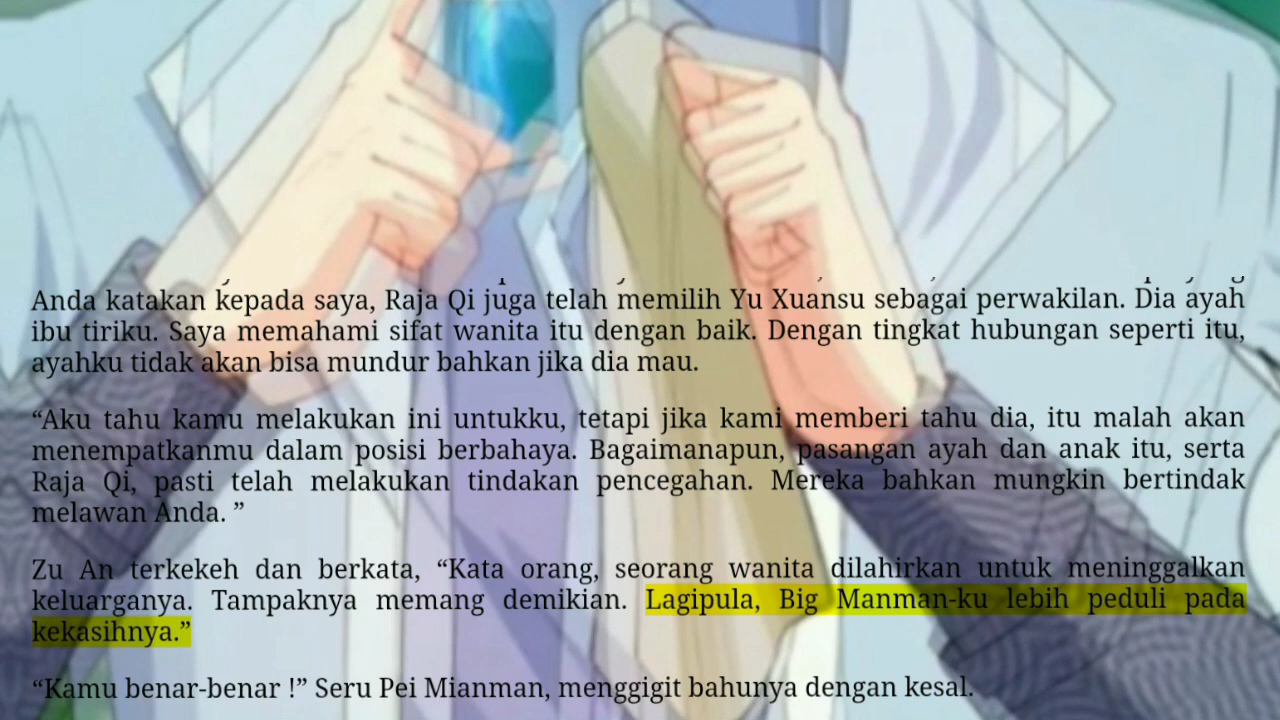 Anda katakan kepada saya, Raja Qi juga telah memilih Yu Xuansu sebagai perwakilan. Dia ayah
ibu tiriku. Saya memahami sifat wanita itu dengan baik. Dengan tingkat hubungan seperti itu,
ayahku tidak akan bisa mundur bahkan jika dia mau.
“Aku tahu kamu melakukan ini untukku, tetapi jika kami memberi tahu dia, itu malah akan
menempatkanmu dalam posisi berbahaya. Bagaimanapun, pasangan ayah dan anak itu, serta
Raja Qi, pasti telah melakukan tindakan pencegahan. Mereka bahkan mungkin bertindak
melawan Anda. ”
Zu An terkekeh dan berkata, “Kata orang, seorang wanita dilahirkan untuk meninggalkan
keluarganya. Tampaknya memang demikian. Lagipula, Big Manman-ku lebih peduli pada
kekasihnya.”
“Kamu benar-benar !” Seru Pei Mianman, menggigit bahunya dengan kesal.